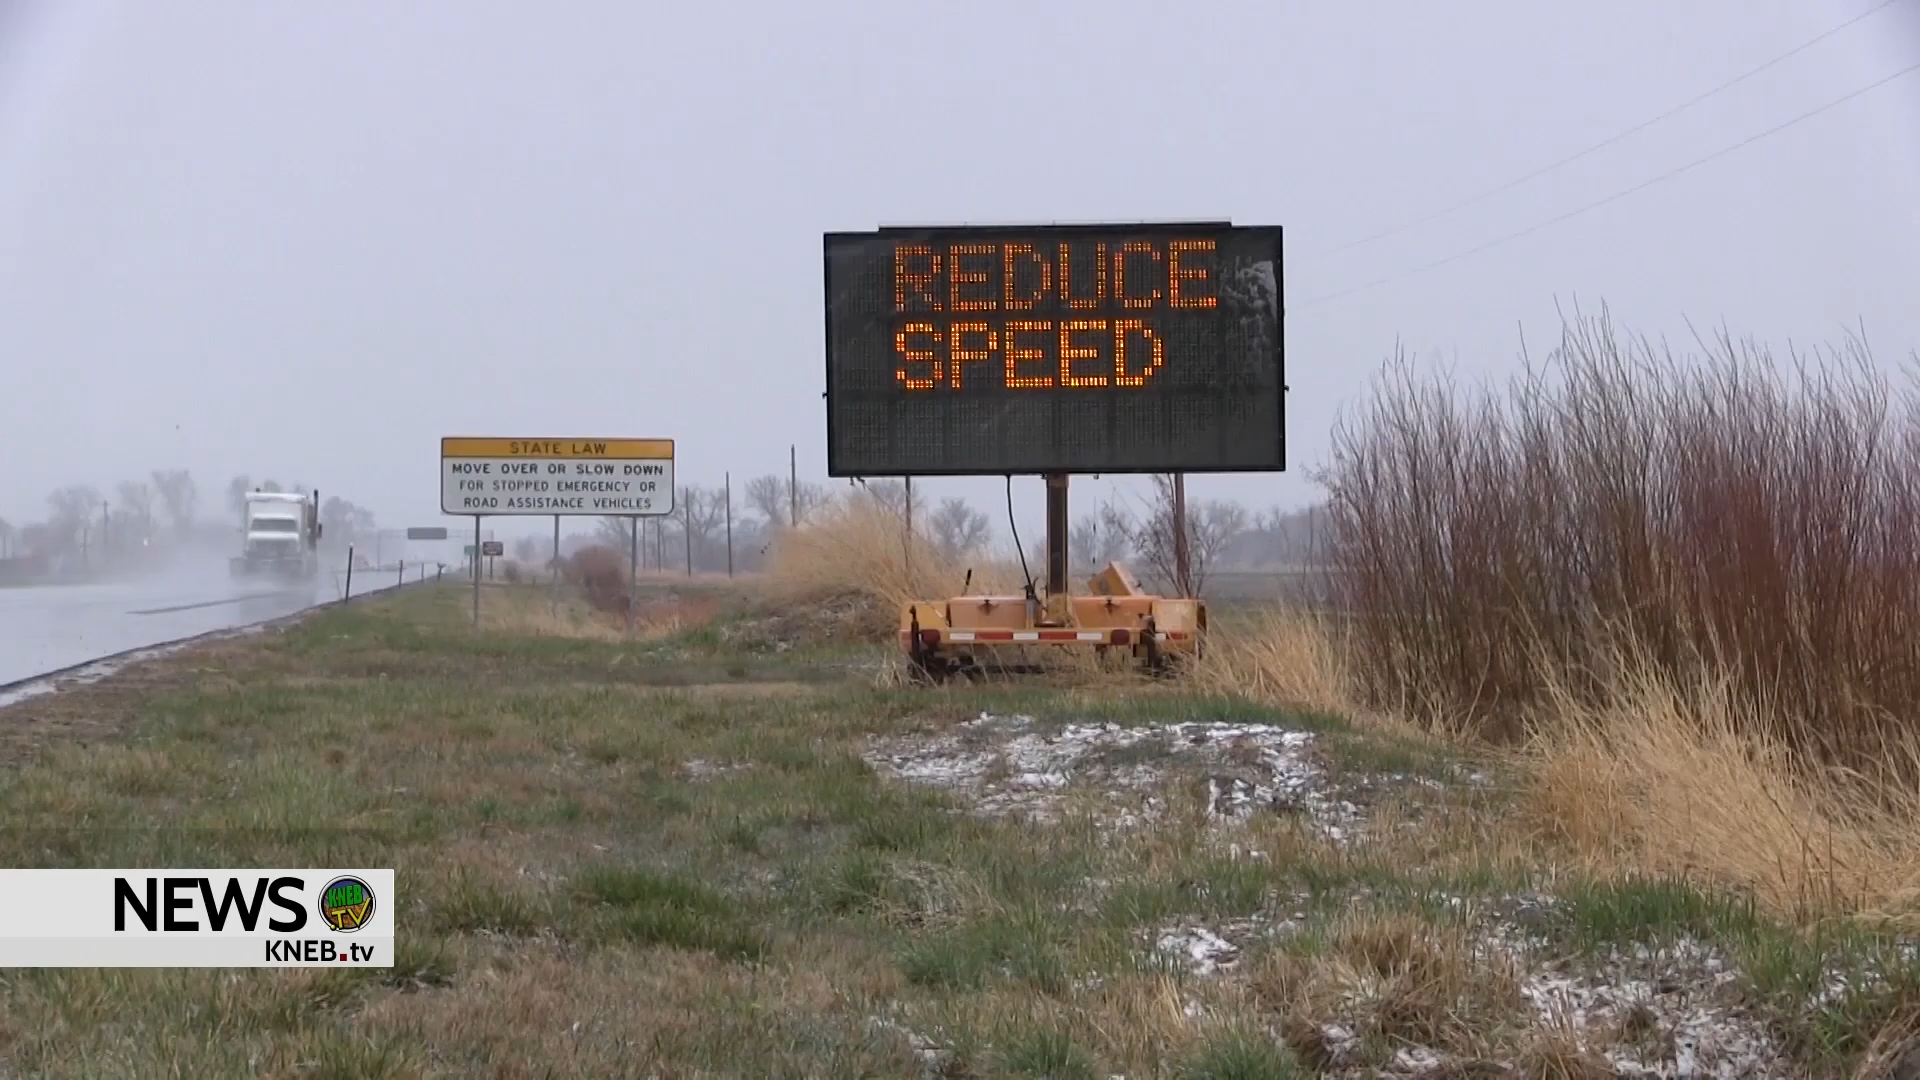 REDUCE
SPEED
STATE LAW
MOVE OVER OR SLOW DOWN
FOR STOPPED EMERGENCY OR
ROAD ASSISTANCE VEHICLES
NEWS
KNEB
TV
KNEB.tv